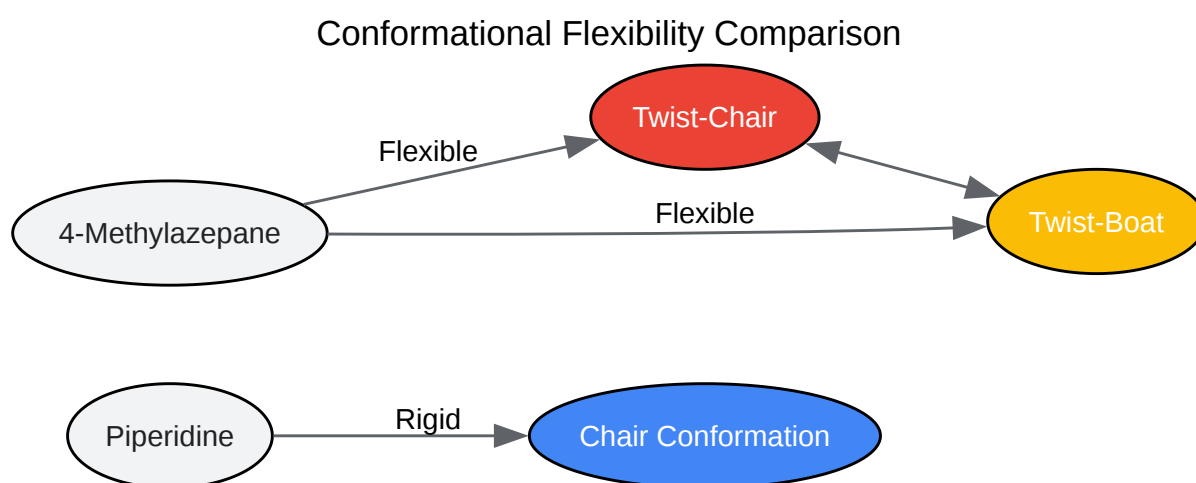 Conformational Flexibility Comparison
Twist-Chair
Flexible
4-Methylazepane
Flexible
Twist-Boat
Piperidine
Rigid
Chair Conformation